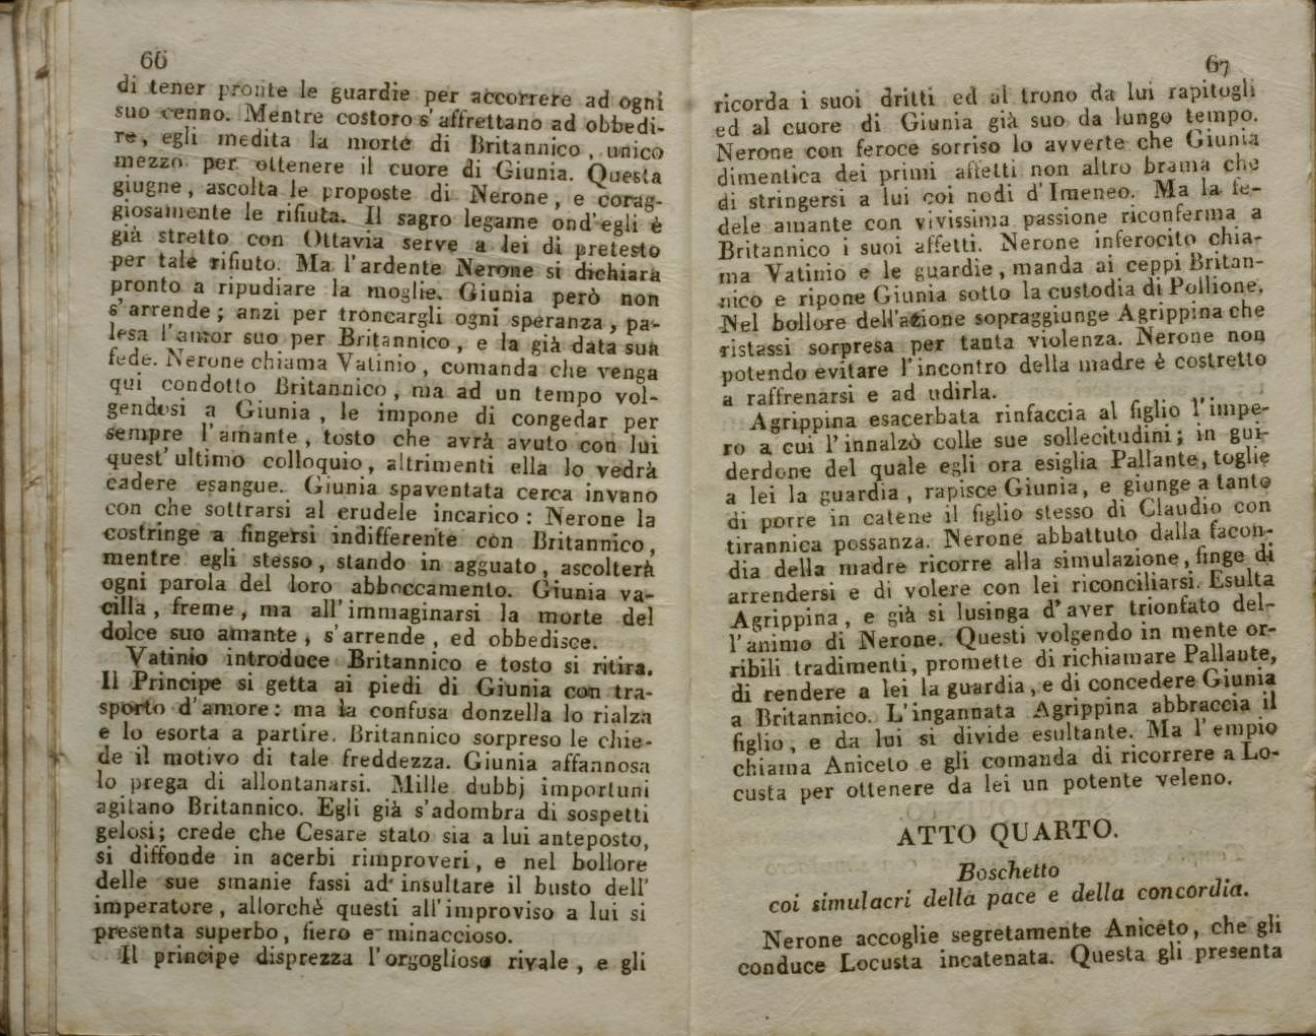 66
di tener pronte le guardie per accorrere ad ogni
suo cenno. Mentre costoro s'affrettano ad obbedi-
re, egli medita la morte di Britannico, unico
mezzo per ottenere il cuore di Giunia. Questa
giugne, ascolta le proposte di Nerone, e corag-
giosamente le rifiuta. Il sagro legame ond'egli è
già stretto con Ottavia serve a lei di pretesto
per tale rifiuto. Ma l'ardente Nerone si dichiara
pronto a ripudiare la moglie. Giunia però non
s'arrende; anzi per troncargli ogni speranza, pa-
lesa l'amor suo per Britannico, e la già data sua
fede. Nerone chiama Vatinio, comanda che venga
qui condotto Britannico, ma ad un tempo vol-
gendosi a Giunia, le impone di congedar per
sempre l'amante, tosto che avrà avuto con lui
quest'ultimo colloquio, altrimenti ella lo vedrà
cadere esangue. Giunia spaventata cerca invano
con che sottrarsi al crudele incarico: Nerone la
costringe a fingersi indifferente con Britannico,
mentre egli stesso, stando in agguato, ascolterà
ogni parola del loro abboccamento. Giunia va-
cilla, freme, ma all'immaginarsi la morte del
dolce suo amante, s'arrende, ed obbedisce.
Vatinio introduce Britannico e tosto si ritira.
Il Principe si getta ai piedi di Giunia con tra-
sporto d'amore: ma la confusa donzella lo rialza
e lo esorta a partire. Britannico sorpreso le chie-
de il motivo di tale freddezza. Giunia affannosa
lo prega di allontanarsi. Mille dubbj importuni
agitano Britannico. Egli già s'adombra di sospetti
gelosi; crede che Cesare stato sia a lui anteposto,
si diffonde in acerbi rimproveri, e nel bollore
delle sue smanie fassi ad insultare il busto dell'
imperatore, allorchè questi all'improviso a lui si
presenta superbo, fiero e minaccioso.
Il principe disprezza l'orgoglioso rivale, e gli
67
ricorda i suoi dritti ed al trono da lui rapitogli
ed al cuore di Giunia già suo da lungo tempo.
Nerone con feroce sorriso lo avverte che Giunia
dimentica dei primi affetti non altro brama che
di stringersi a lui coi nodi d'Imeneo. Ma la fe-
dele amante con vivissima passione riconferma a
Britannico i suoi affetti. Nerone inferocito chia-
ma Vatinio e le guardie, manda ai ceppi Britan-
nico e ripone Giunia sotto la custodia di Pollione.
Nel bollore dell'azione sopraggiunge Agrippina che
ristassi sorpresa per tanta violenza. Nerone non
potendo evitare l'incontro della madre è costretto
a raffrenarsi e ad udirla.
Agrippina esacerbata rinfaccia al figlio l'impe-
ro a cui l'innalzò colle sue sollecitudini; in gui-
derdone del quale egli ora esiglia Pallante, toglie
a lei la guardia, rapisce Giunia, e giunge a tanto
di porre in catene il figlio stesso di Claudio con
tirannica possanza. Nerone abbattuto dalla facon-
dia della madre ricorre alla simulazione, finge di
arrendersi e di volere con lei riconciliarsi. Esulta
Agrippina, e già si lusinga d'aver trionfato del-
l'animo di Nerone. Questi volgendo in mente or-
ribili tradimenti, promette di richiamare Pallante,
di rendere a lei la guardia, e di concedere Giunia
a Britannico. L'ingannata Agrippina abbraccia il
figlio, e da lui si divide esultante. Ma l'empio
chiama Aniceto e gli comanda di ricorrere a Lo-
custa per ottenere da lei un potente veleno.
ATTO QUARTO.
Boschetto
coi simulacri della pace e della concordia.
Nerone accoglie segretamente Aniceto, che gli
conduce Locusta incatenata. Questa gli presenta